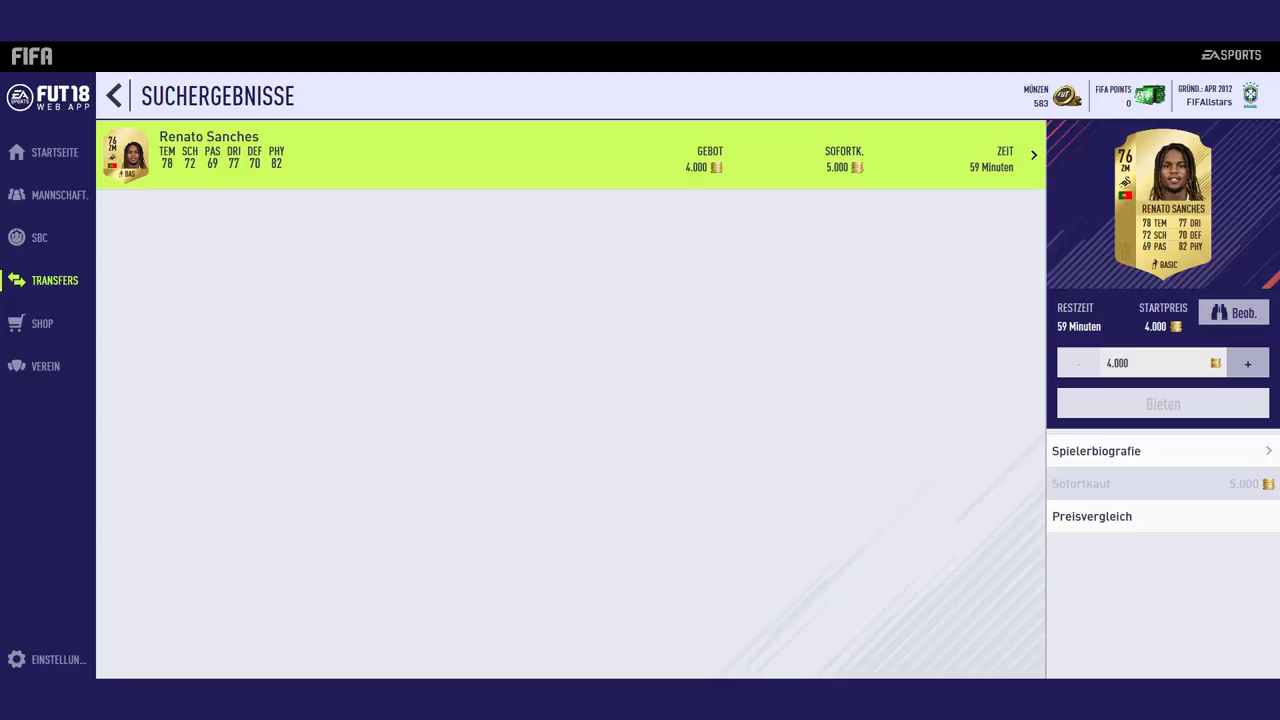 FIFA
EA SPORTS
EA SPORTS FUT18 WEB APP
SUCHERGEBNISSE
MÜNZEN
583
FIFA POINTS
0
GRÜND.: APR 2012
FIFAllstars
STARTSEITE
MANNSCHAFT.
SBC
TRANSFERS
SHOP
VEREIN
EINSTELLUN...
76
ZM
BAS
Renato Sanches
TEM SCH PAS DRI DEF PHY
78 72 69 77 70 82
GEBOT
4.000
SOFORTK.
5.000
ZEIT
59 Minuten
76
ZM
RENATO SANCHES
78 TEM 77 DRI
72 SCH 70 DEF
69 PAS 82 PHY
BASIC
RESTZEIT
59 Minuten
STARTPREIS
4.000
Beob.
- 4.000 +
Bieten
Spielerbiografie
Sofortkauf 5.000
Preisvergleich